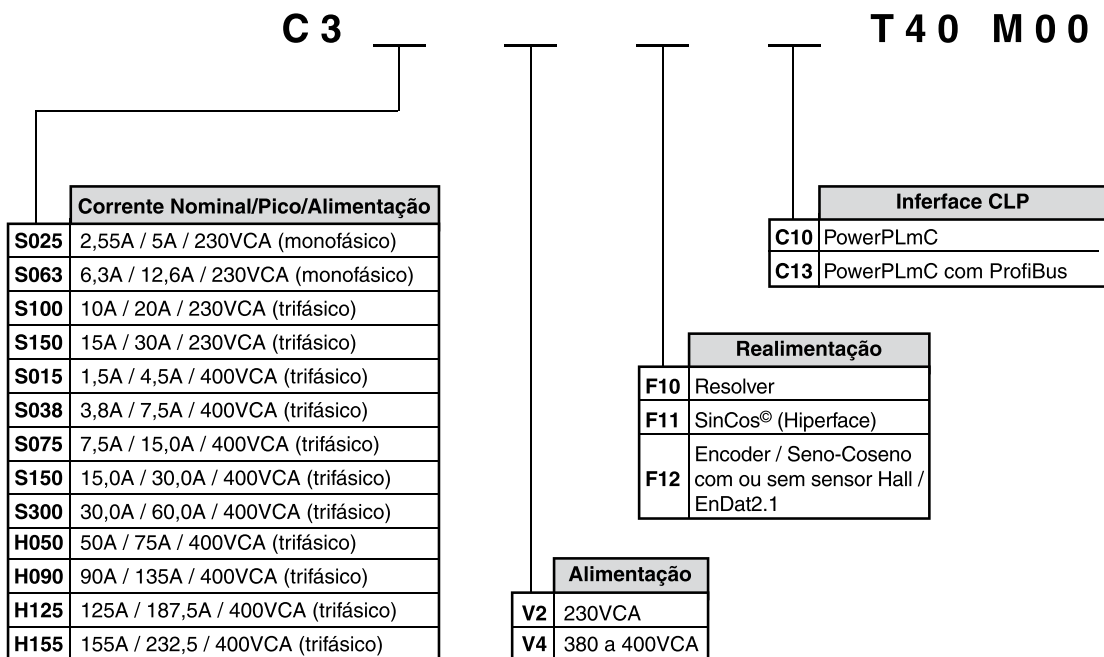 C 3 T 4 0 M 0 0
Corrente Nominal/Pico/Alimentação
S025 2,55A / 5A / 230VCA (monofásico)
S063 6,3A / 12,6A / 230VCA (monofásico)
S100 10A / 20A / 230VCA (trifásico)
S150 15A / 30A / 230VCA (trifásico)
S015 1,5A / 4,5A / 400VCA (trifásico)
S038 3,8A / 7,5A / 400VCA (trifásico)
S075 7,5A / 15,0A / 400VCA (trifásico)
S150 15,0A / 30,0A / 400VCA (trifásico)
S300 30,0A / 60,0A / 400VCA (trifásico)
H050 50A / 75A / 400VCA (trifásico)
H090 90A / 135A / 400VCA (trifásico)
H125 125A / 187,5A / 400VCA (trifásico)
H155 155A / 232,5 / 400VCA (trifásico)
Alimentação
V2 230VCA
V4 380 a 400VCA
Realimentação
F10 Resolver
F11 SinCos© (Hiperface)
F12 Encoder / Seno-Coseno
com ou sem sensor Hall /
EnDat2.1
Inferface CLP
C10 PowerPLmC
C13 PowerPLmC com ProfiBus